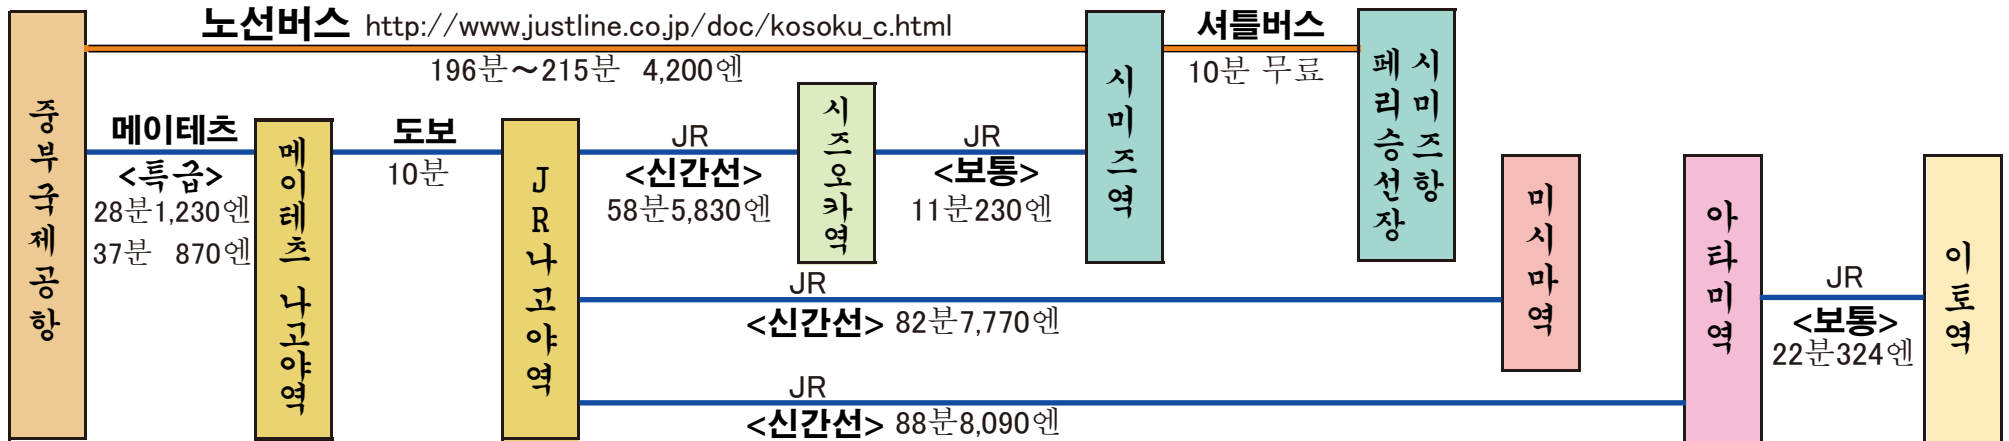 노선버스 http://www.justline.co.jp/doc/kosoku_c.html
196분～215분 4,200엔
셔틀버스
10분 무료
중부국제공항
메이테츠
<특급>
28분1,230엔
37분 870엔
메이테츠 나고야역
도보
10분
JR나고야역
JR
<신간선>
58분5,830엔
시즈오카역
JR
<보통>
11분230엔
시미즈역
시미즈항
페리승선장
JR
<신간선> 82분7,770엔
미시마역
JR
<신간선> 88분8,090엔
아타미역
JR
<보통>
22분324엔
이토역